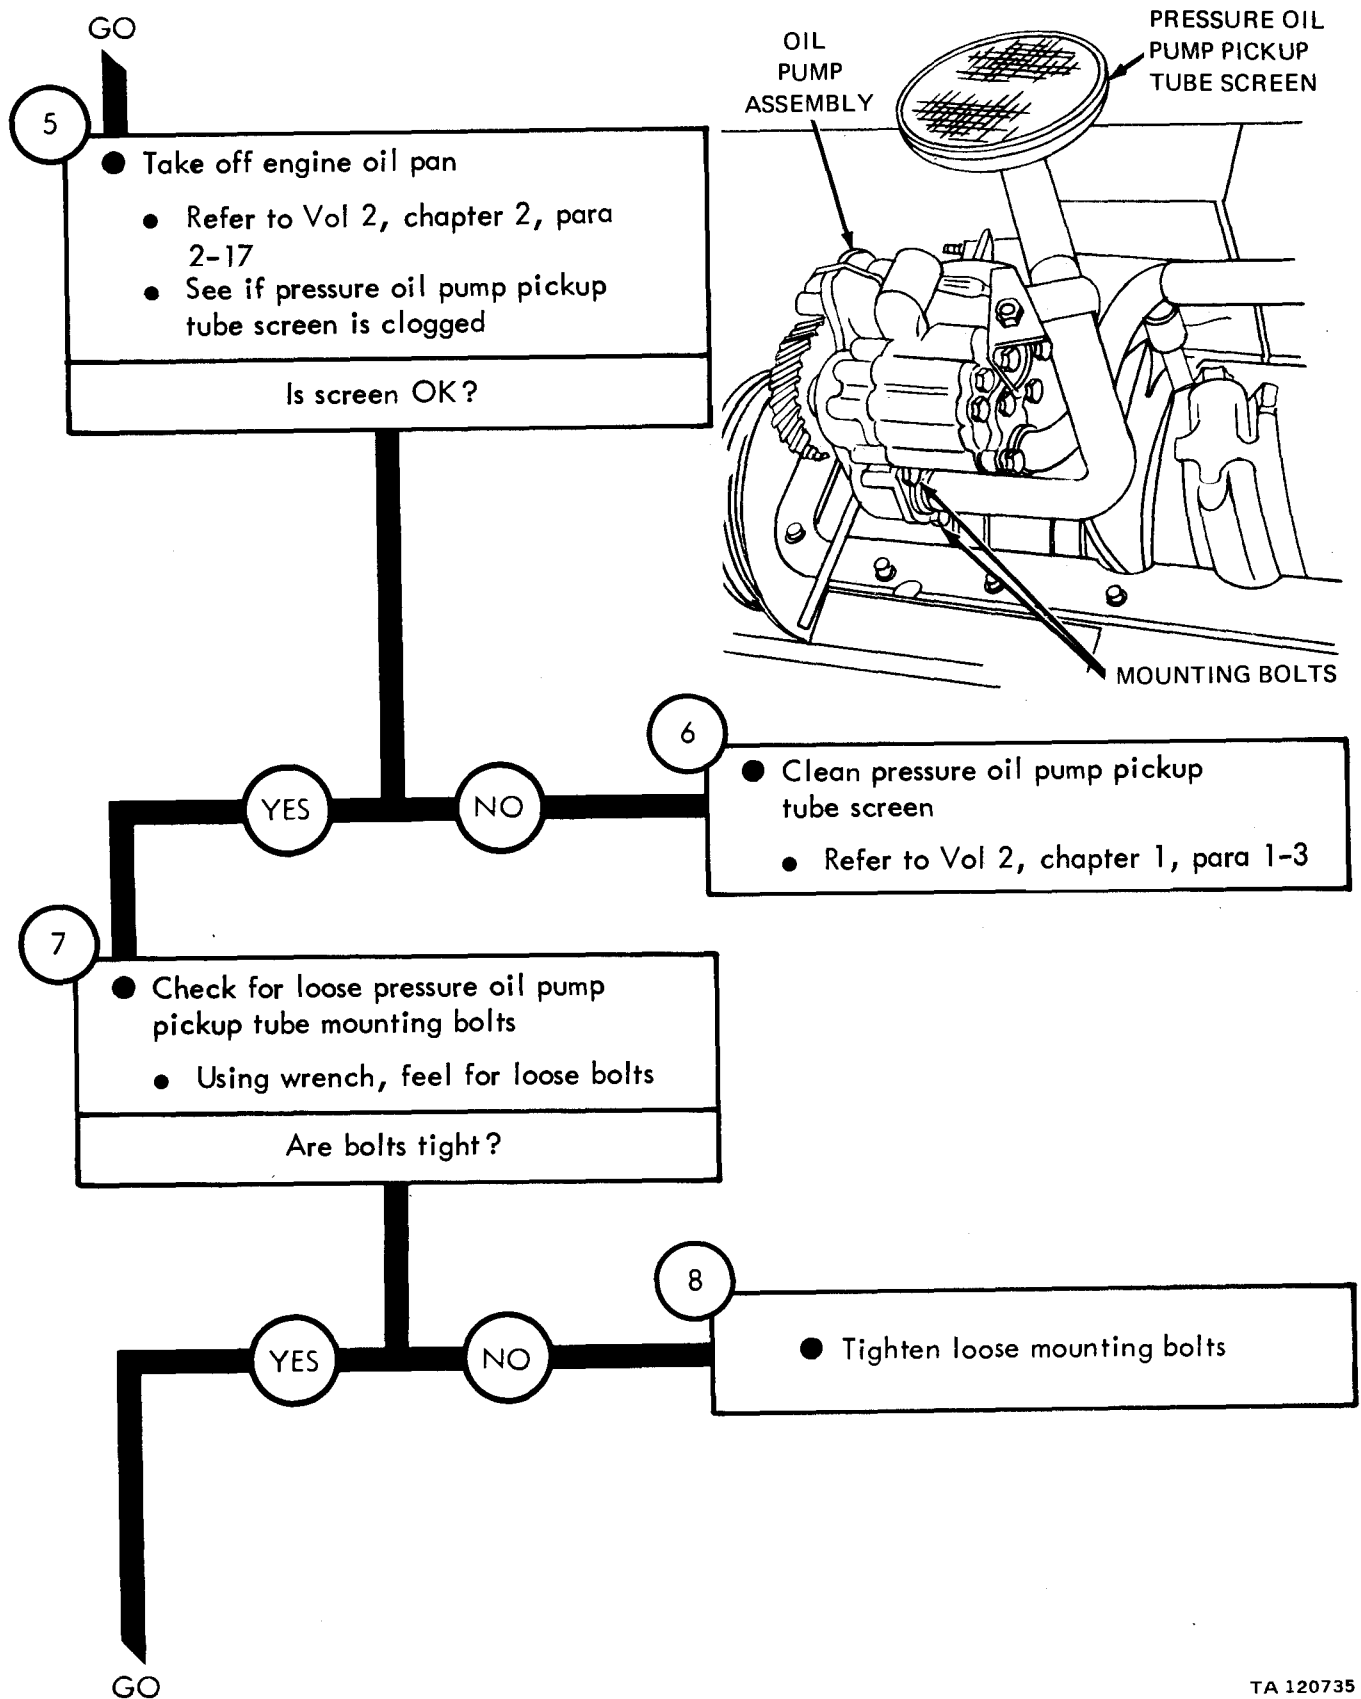 GO
OIL
PUMP
ASSEMBLY
PRESSURE OIL
PUMP PICKUP
TUBE SCREEN
5
● Take off engine oil pan
● Refer to Vol 2, chapter 2, para
2-17
● See if pressure oil pump pickup
tube screen is clogged
Is screen OK?
MOUNTING BOLTS
YES
NO
6
● Clean pressure oil pump pickup
tube screen
● Refer to Vol 2, chapter 1, para 1-3
7
● Check for loose pressure oil pump
pickup tube mounting bolts
● Using wrench, feel for loose bolts
Are bolts tight?
YES
NO
8
● Tighten loose mounting bolts
GO
TA 120735